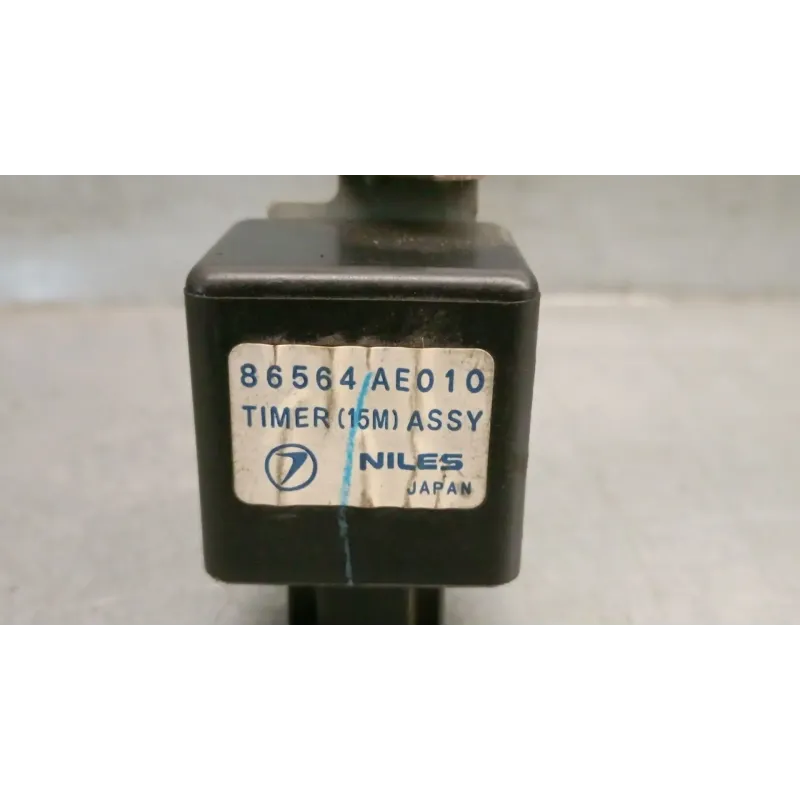 86564 AE010
TIMER (15M) ASSY
NILES
JAPAN